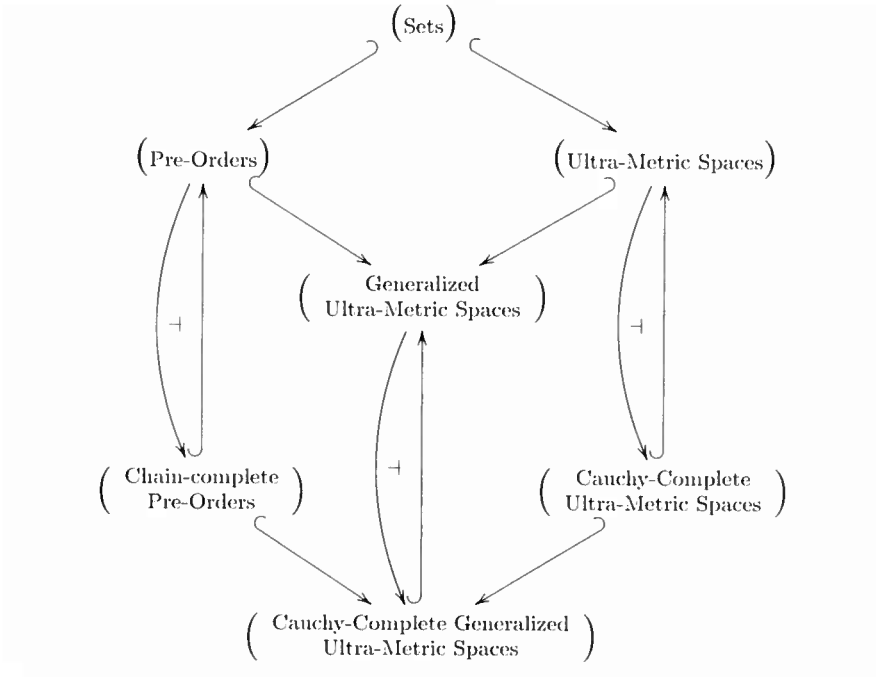 (Sets)
(Pre-Orders)
(Ultra-Metric Spaces)
( Generalized
Ultra-Metric Spaces )
⊣
⊣
⊣
( Chain-complete
Pre-Orders )
( Cauchy-Complete
Ultra-Metric Spaces )
( Cauchy-Complete Generalized
Ultra-Metric Spaces )